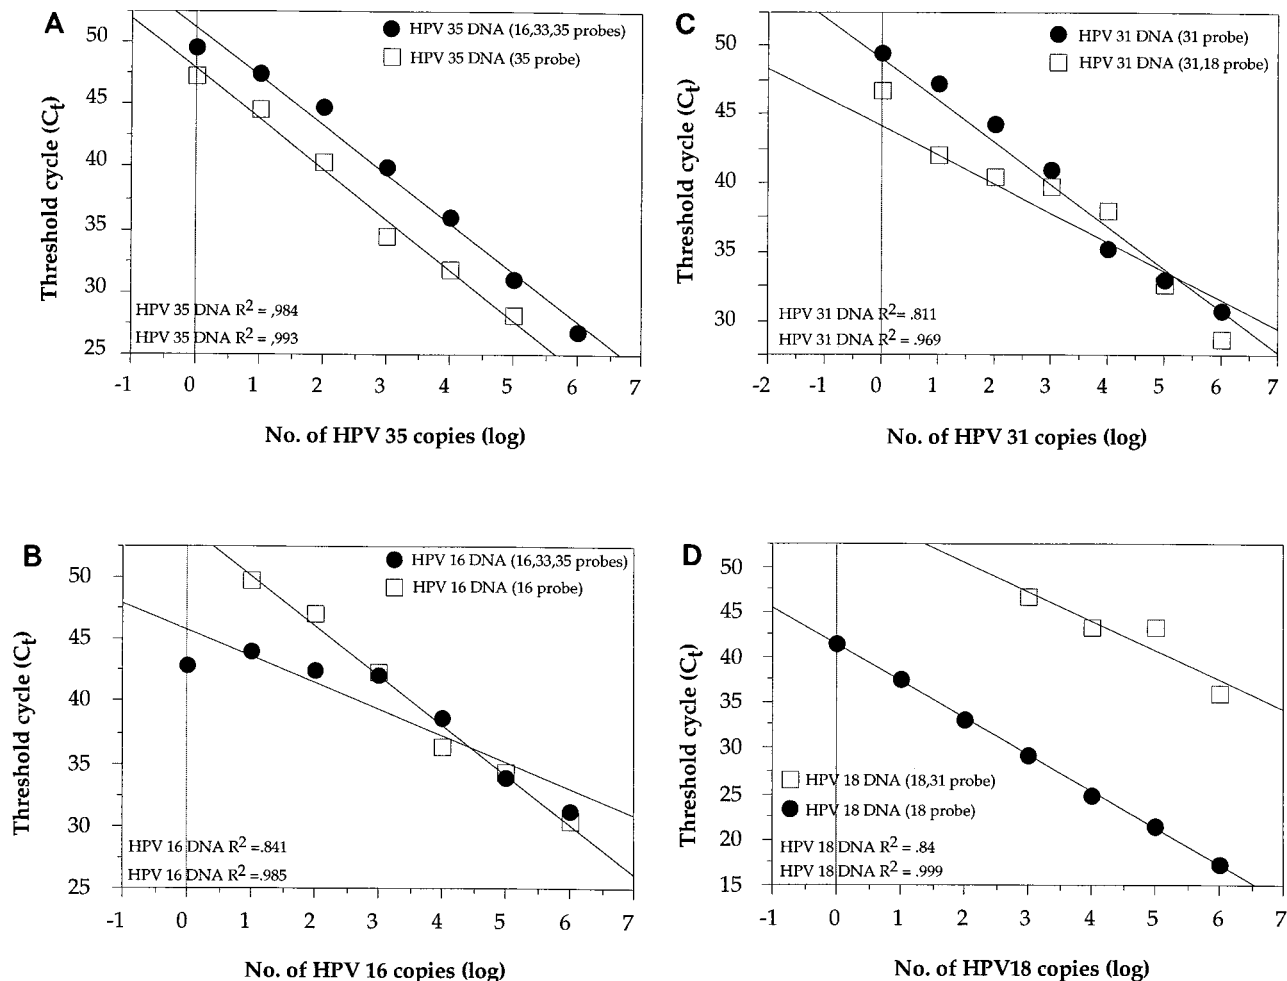 A
HPV 35 DNA (16,33,35 probes)
HPV 35 DNA (35 probe)
Threshold cycle (Ct)
50
45
40
35
30
25
HPV 35 DNA R2 = ,984
HPV 35 DNA R2 = ,993
-1 0 1 2 3 4 5 6 7
No. of HPV 35 copies (log)
C
HPV 31 DNA (31 probe)
HPV 31 DNA (31,18 probe)
Threshold cycle (Ct)
50
45
40
35
30
HPV 31 DNA R2= .811
HPV 31 DNA R2 = .969
-2 -1 0 1 2 3 4 5 6 7
No. of HPV 31 copies (log)
B
HPV 16 DNA (16,33,35 probes)
HPV 16 DNA (16 probe)
Threshold cycle (Ct)
50
45
40
35
30
25
HPV 16 DNA R2 =.841
HPV 16 DNA R2 =.985
-1 0 1 2 3 4 5 6 7
No. of HPV 16 copies (log)
D
Threshold cycle (Ct)
50
45
40
35
30
25
20
15
HPV 18 DNA (18,31 probe)
HPV 18 DNA (18 probe)
HPV 18 DNA R2 = .84
HPV 18 DNA R2 = .999
-1 0 1 2 3 4 5 6 7
No. of HPV18 copies (log)